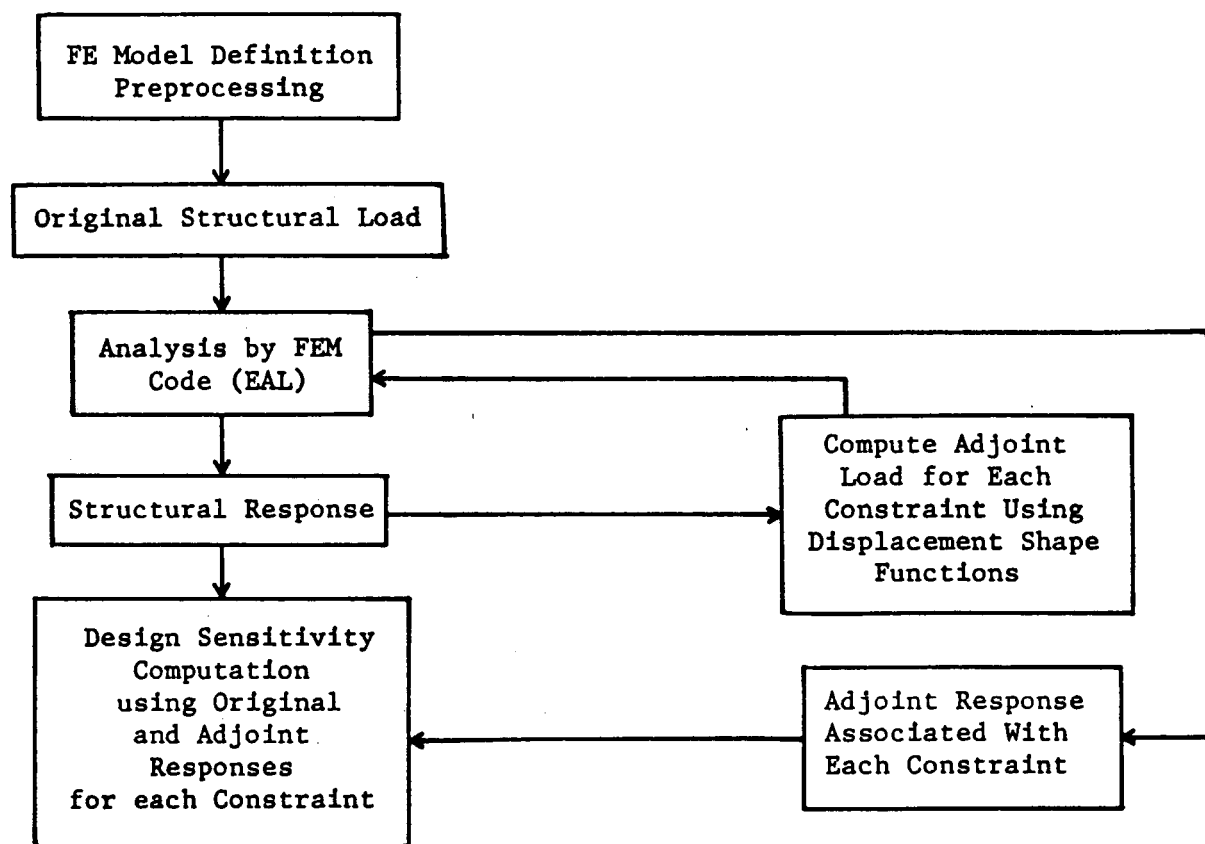 FE Model Definition
Preprocessing
Original Structural Load
Analysis by FEM
Code (EAL)
Structural Response
Compute Adjoint
Load for Each
Constraint Using
Displacement Shape
Functions
Design Sensitivity
Computation
using Original
and Adjoint
Responses
for each Constraint
Adjoint Response
Associated With
Each Constraint